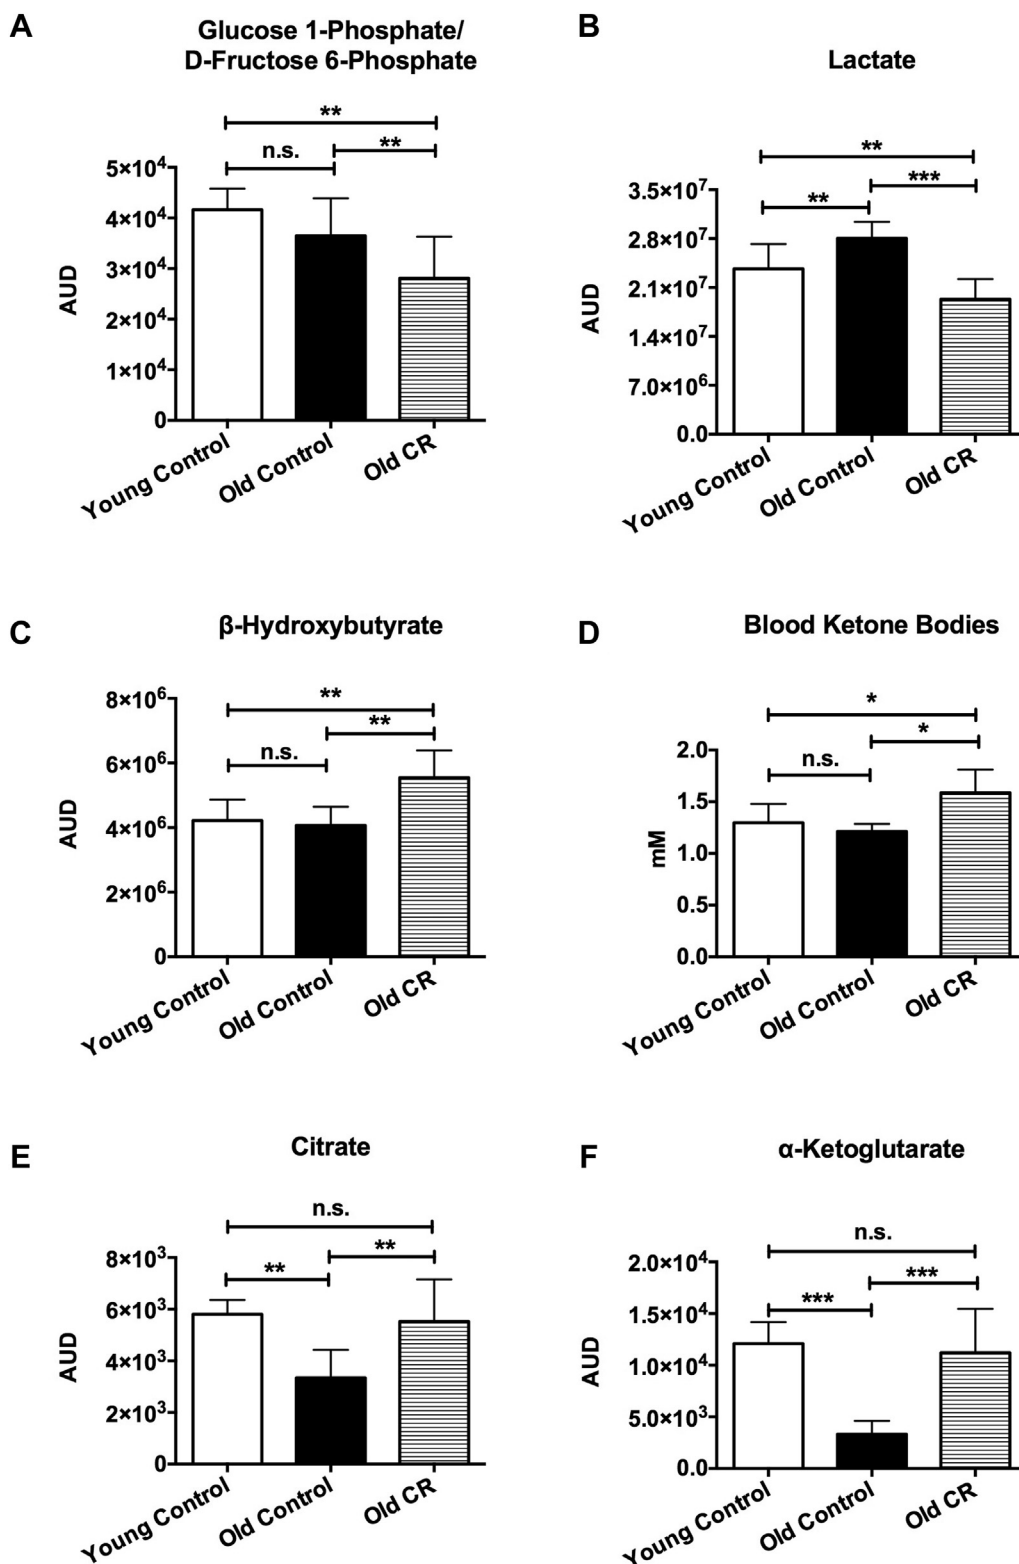 A
Glucose 1-Phosphate/
D-Fructose 6-Phosphate
**
n.s.
**
5×10⁴
4×10⁴
3×10⁴
2×10⁴
1×10⁴
0
AUD
Young Control
Old Control
Old CR
B
Lactate
**
**
***
3.5×10⁷
2.8×10⁷
2.1×10⁷
1.4×10⁷
7.0×10⁶
0.0
AUD
Young Control
Old Control
Old CR
C
β-Hydroxybutyrate
**
**
n.s.
8×10⁶
6×10⁶
4×10⁶
2×10⁶
0
AUD
Young Control
Old Control
Old CR
D
Blood Ketone Bodies
*
*
n.s.
2.0
1.5
1.0
0.5
0.0
mM
Young Control
Old Control
Old CR
E
Citrate
n.s.
**
**
8×10³
6×10³
4×10³
2×10³
0
AUD
Young Control
Old Control
Old CR
F
α-Ketoglutarate
n.s.
***
***
2.0×10⁴
1.5×10⁴
1.0×10⁴
5.0×10³
0.0
AUD
Young Control
Old Control
Old CR